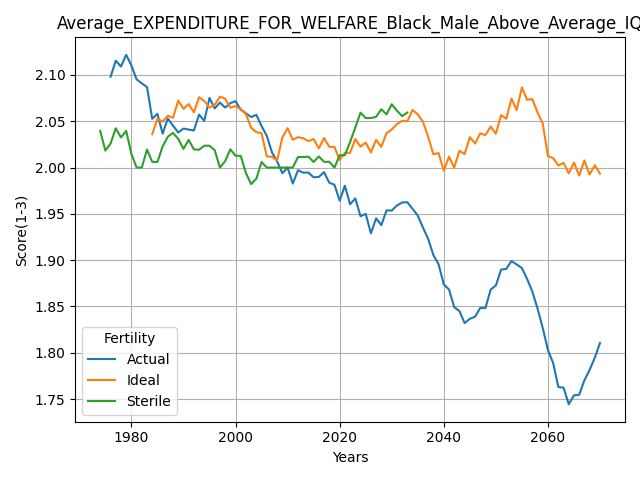 Average_EXPENDITURE_FOR_WELFARE_Black_Male_Above_Average_IQ
Score(1-3)
2.10
2.05
2.00
1.95
1.90
1.85
1.80
1.75
Fertility
Actual
Ideal
Sterile
1980 2000 2020 2040 2060
Years